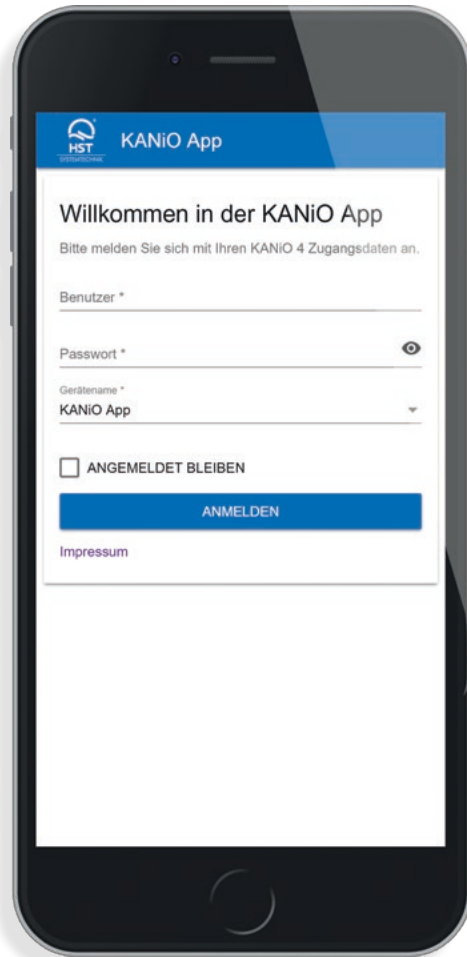 HST
SYSTEMTECHNIK
KANiO App
Willkommen in der KANiO App
Bitte melden Sie sich mit Ihren KANiO 4 Zugangsdaten an.
Benutzer *
Passwort *
Gerätename *
KANiO App
ANGEMELDET BLEIBEN
ANMELDEN
Impressum